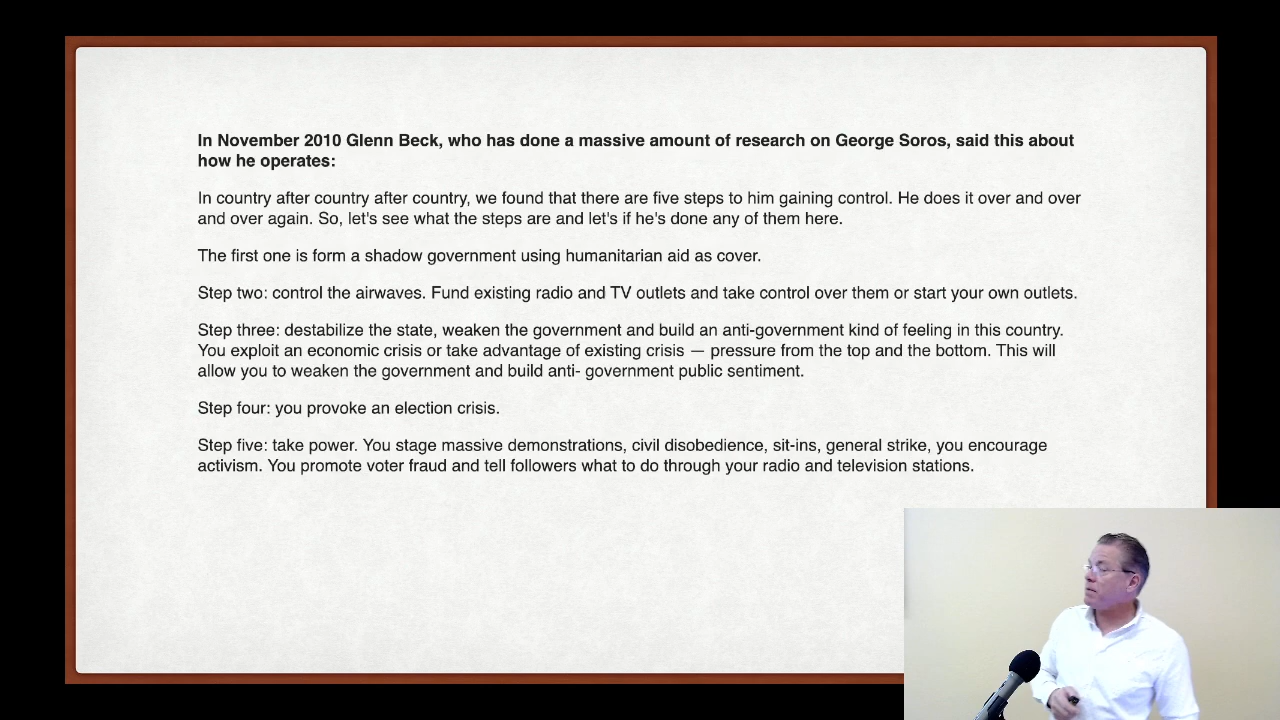 In November 2010 Glenn Beck, who has done a massive amount of research on George Soros, said this about
how he operates:
In country after country after country, we found that there are five steps to him gaining control. He does it over and over
and over again. So, let's see what the steps are and let's if he's done any of them here.
The first one is form a shadow government using humanitarian aid as cover.
Step two: control the airwaves. Fund existing radio and TV outlets and take control over them or start your own outlets.
Step three: destabilize the state, weaken the government and build an anti-government kind of feeling in this country.
You exploit an economic crisis or take advantage of existing crisis — pressure from the top and the bottom. This will
allow you to weaken the government and build anti- government public sentiment.
Step four: you provoke an election crisis.
Step five: take power. You stage massive demonstrations, civil disobedience, sit-ins, general strike, you encourage
activism. You promote voter fraud and tell followers what to do through your radio and television stations.